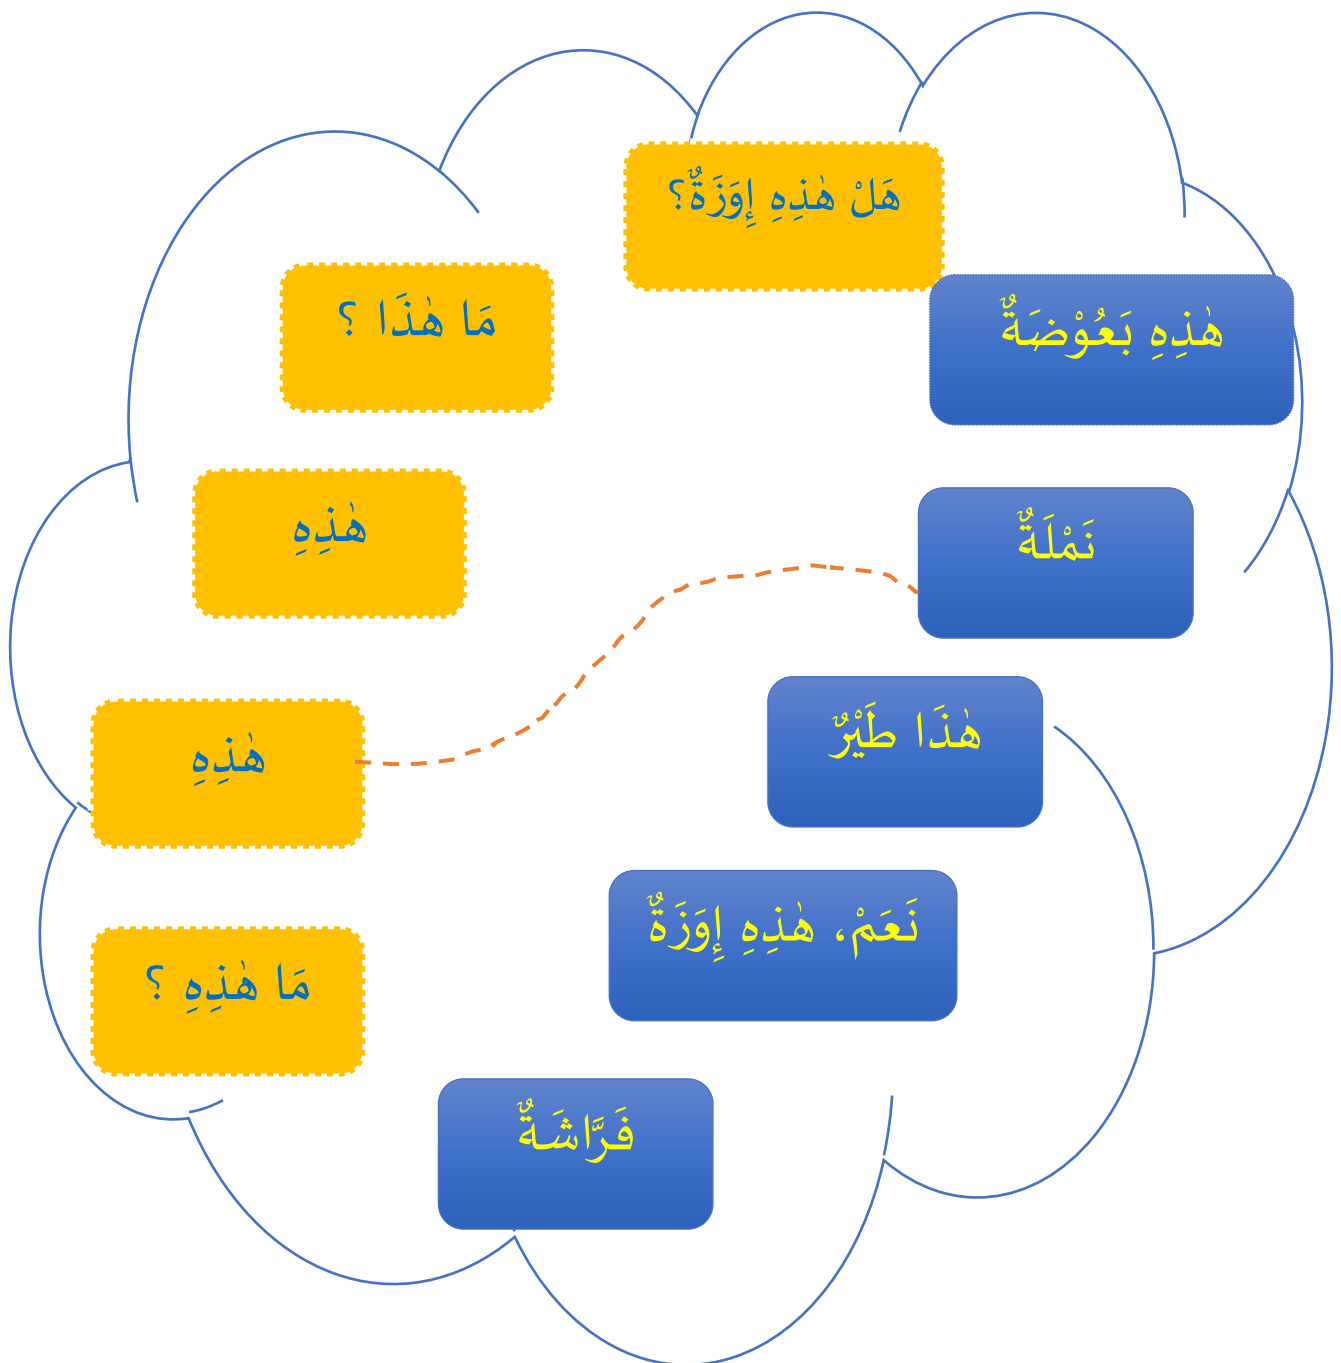 هَلْ هٰذِهِ إِوَزَةٌ؟
مَا هٰذَا ؟
هٰذِهِ بَعُوْضَةٌ
هٰذِهِ
نَمْلَةٌ
هٰذِهِ
هٰذَا طَيْرٌ
نَعَمْ، هٰذِهِ إِوَزَةٌ
مَا هٰذِهِ ؟
فَرَّاشَةٌ